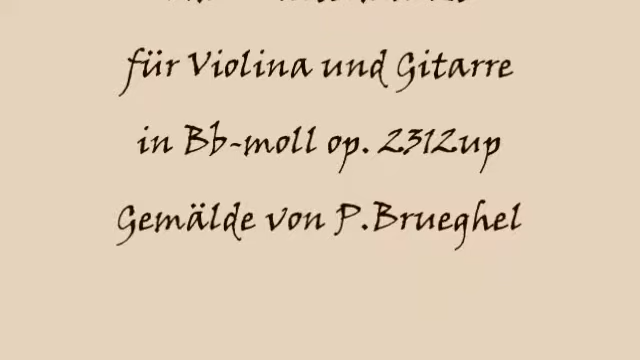 für Violina und Gitarre
in Bb-moll op. 2312up
Gemälde von P.Brueghel